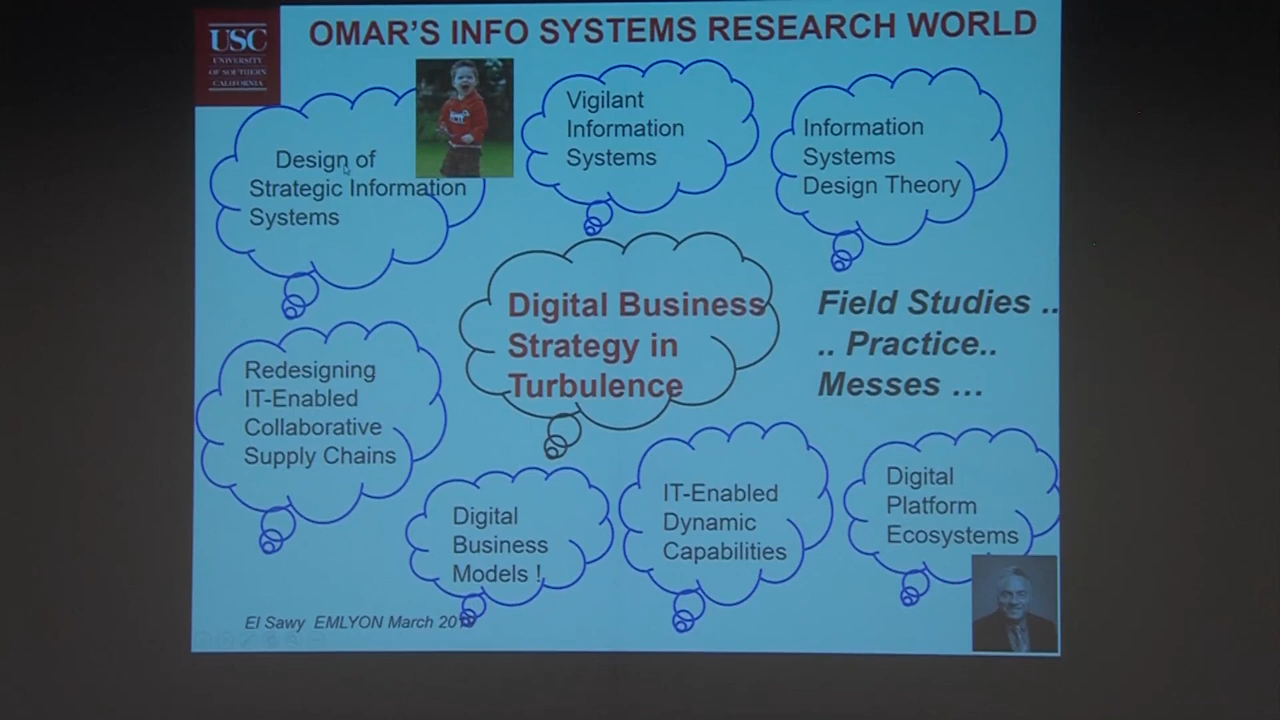 USC
UNIVERSITY
OF SOUTHERN
CALIFORNIA
OMAR'S INFO SYSTEMS RESEARCH WORLD
Design of
Strategic Information
Systems
Vigilant
Information
Systems
Information
Systems
Design Theory
Digital Business
Strategy in
Turbulence
Field Studies ..
.. Practice..
Messes ...
Redesigning
IT-Enabled
Collaborative
Supply Chains
Digital
Business
Models !
IT-Enabled
Dynamic
Capabilities
Digital
Platform
Ecosystems
El Sawy EMLYON March